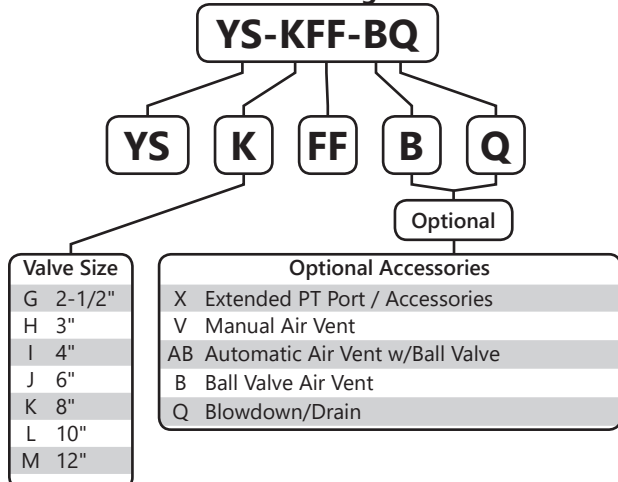 YS-KFF-BQ
YS K FF B Q
Optional
Valve Size
G 2-1/2"
H 3"
I 4"
J 6"
K 8"
L 10"
M 12"
Optional Accessories
X Extended PT Port / Accessories
V Manual Air Vent
AB Automatic Air Vent w/Ball Valve
B Ball Valve Air Vent
Q Blowdown/Drain